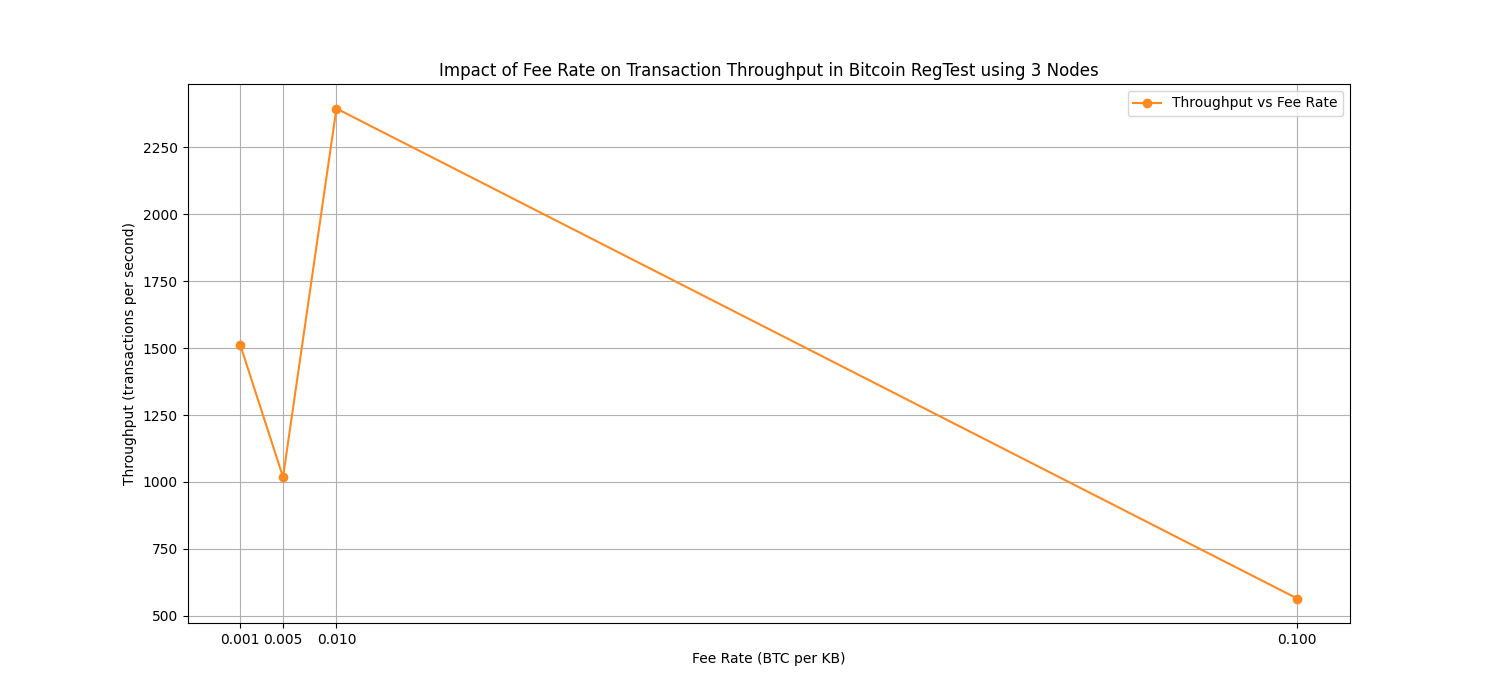 Impact of Fee Rate on Transaction Throughput in Bitcoin RegTest using 3 Nodes
Throughput vs Fee Rate
Throughput (transactions per second)
2250
2000
1750
1500
1250
1000
750
500
0.001 0.005 0.010 0.100
Fee Rate (BTC per KB)